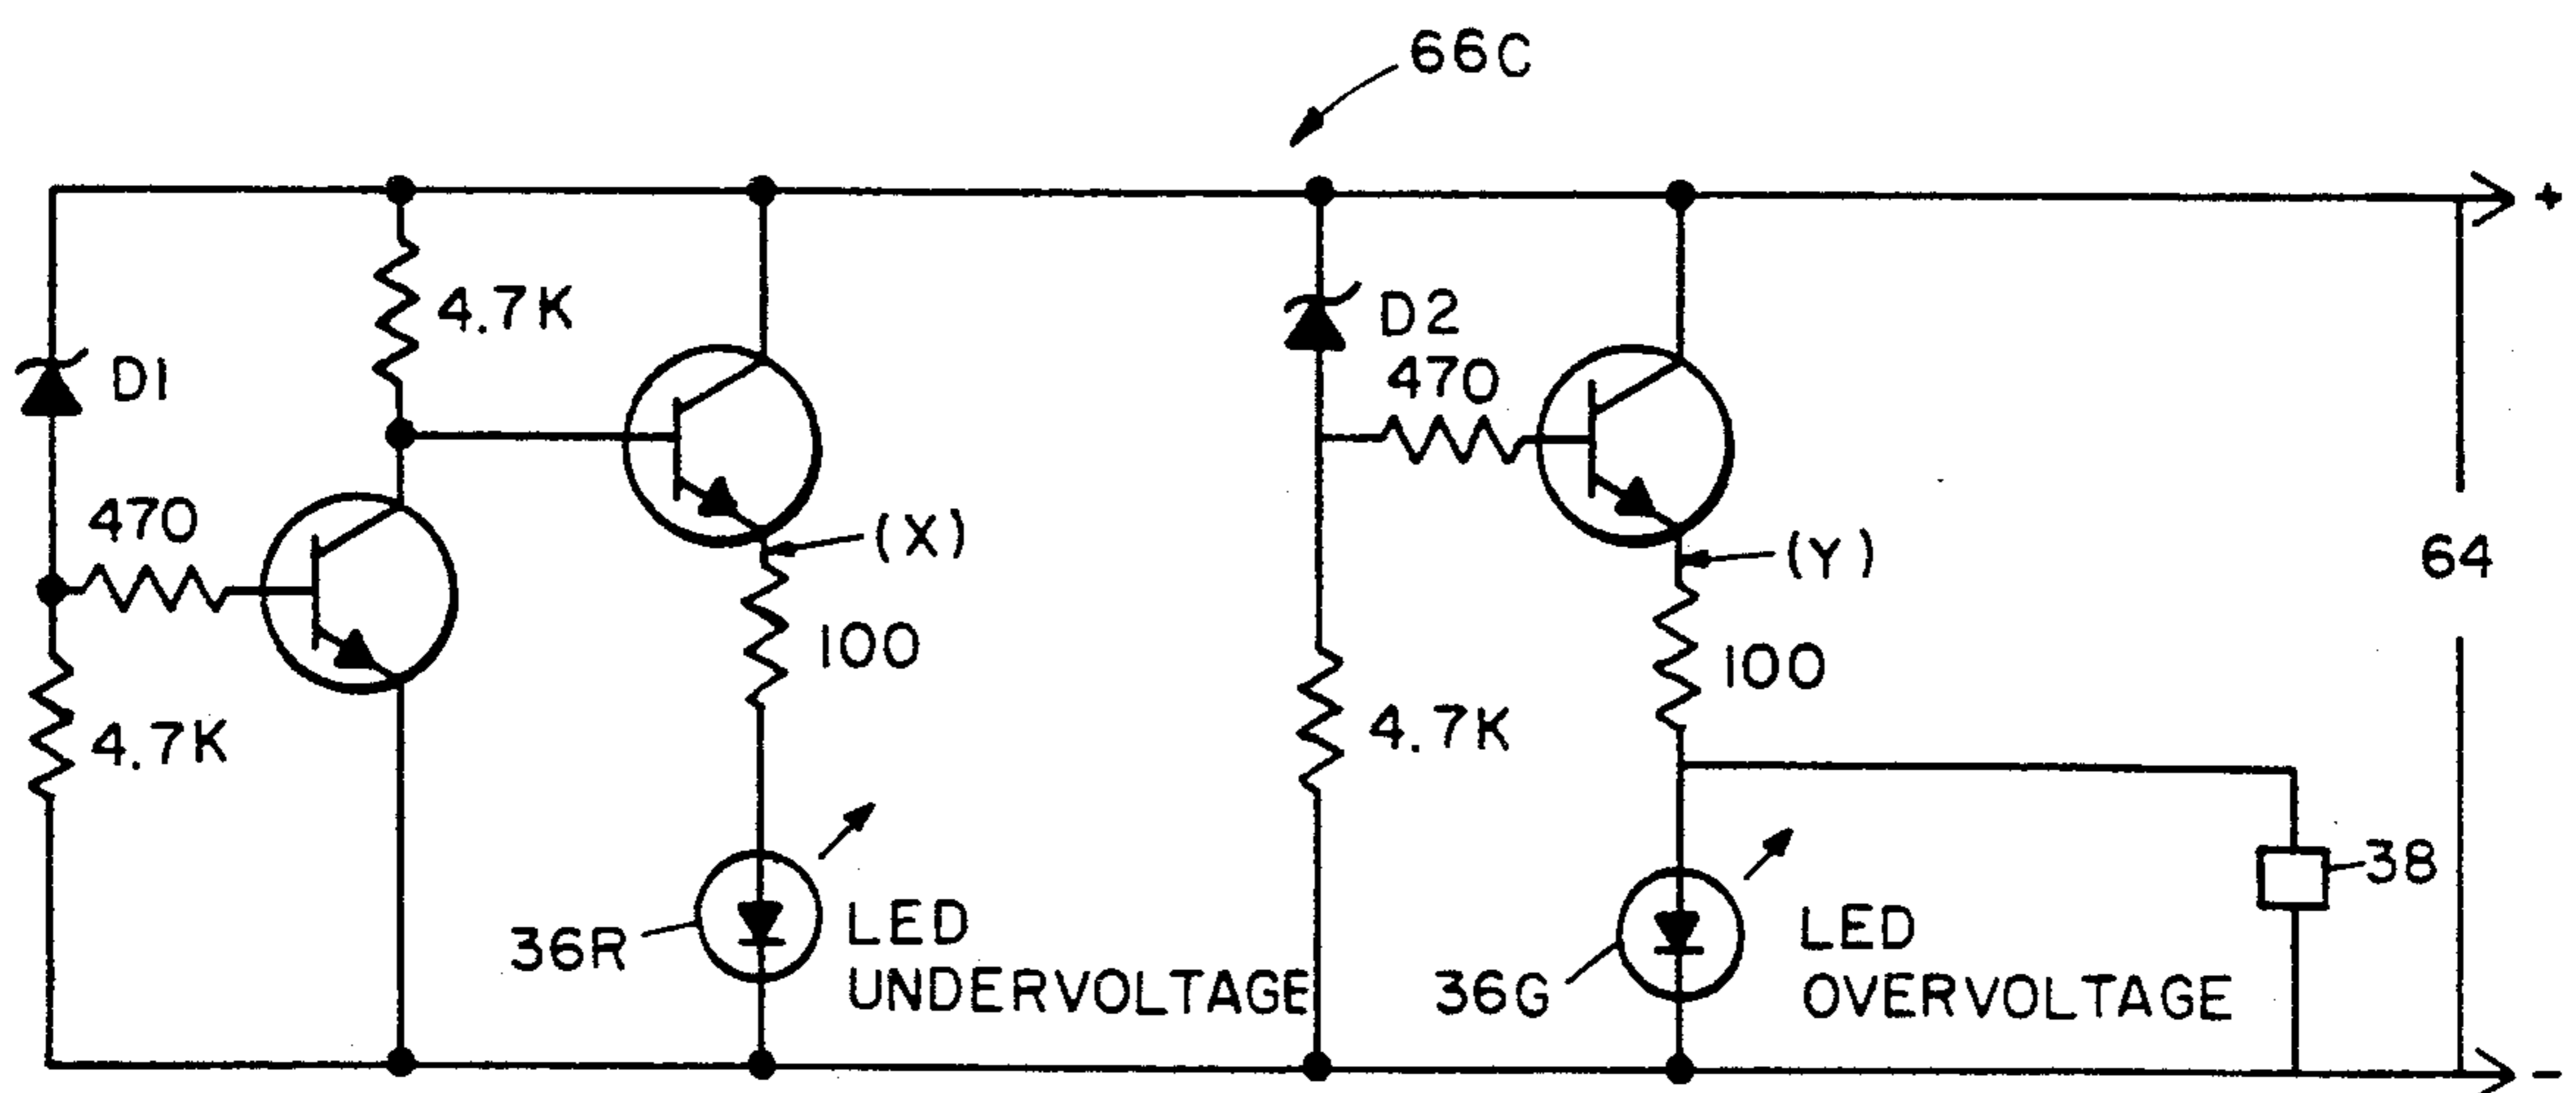 66C
+
4.7K
D1
D2
470
470
(X)
(Y)
64
100
100
4.7K
4.7K
38
36R
LED
UNDERVOLTAGE
36G
LED
OVERVOLTAGE
-